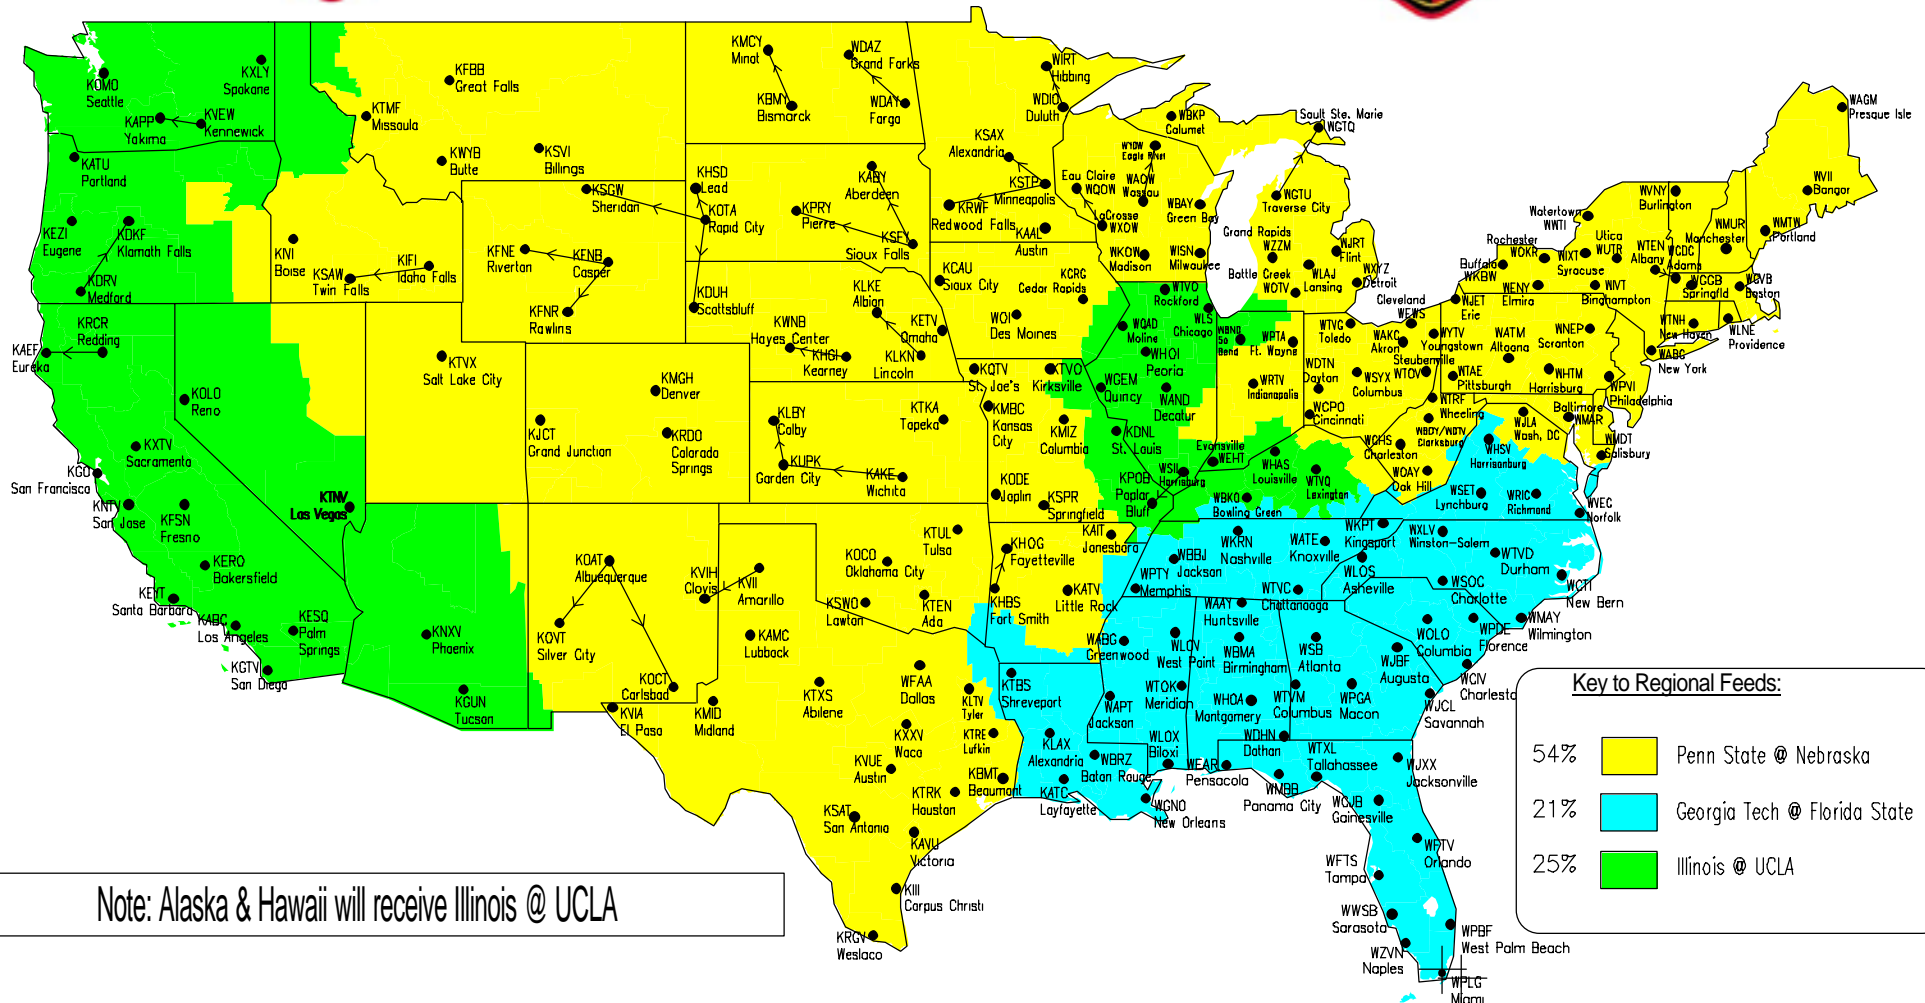 KOMO
Seattle
KXLY
Spokane
KAPP
Yakima
KVEW
Kennewick
KATU
Portland
KEZI
Eugene
KDKF
Klamath Falls
KDRV
Medford
KTMF
Missoula
KFBB
Great Falls
KWYB
Butte
KSVI
Billings
KNI
Boise
KSAW
Twin Falls
KIFI
Idaho Falls
KSGW
Sheridan
KFNE
Riverton
KFNB
Casper
KFNR
Rawlins
KMCY
Minot
KBMY
Bismarck
WDAZ
Grand Forks
WDAY
Fargo
KHSD
Lead
KOTA
Rapid City
KPRY
Pierre
KABY
Aberdeen
KSFY
Sioux Falls
KDUH
Scottsbluff
KWNB
Hayes Center
KHGI
Kearney
KLKE
Albion
KETV
Omaha
KLKN
Lincoln
WIRT
Hibbing
WDIO
Duluth
KSAX
Alexandria
KSTP
Minneapolis
KRWF
Redwood Falls
KAAL
Austin
KCAU
Sioux City
KCRG
Cedar Rapids
WOI
Des Moines
WBKP
Calumet
WYOW
Eagle River
WAOW
Wausau
Eau Claire
WQOW
LaCrosse
WXOW
WBAY
Green Bay
WKOW
Madison
WISN
Milwaukee
Sault Ste. Marie
WGTQ
WGTU
Traverse City
Grand Rapids
WZZM
Battle Creek
WOTV
WJRT
Flint
WLAJ
Lansing
WXYZ
Detroit
KRCR
Redding
KAEF
Eureka
KOLO
Reno
KXTV
Sacramento
KGO
San Francisco
KNTV
San Jose
KFSN
Fresno
KERO
Bakersfield
KEYT
Santa Barbara
KABC
Los Angeles
KESQ
Palm
Springs
KGTV
San Diego
KTNV
Las Vegas
KNXV
Phoenix
KGUN
Tucson
KTVX
Salt Lake City
KJCT
Grand Junction
KMGH
Denver
KRDO
Colorado
Springs
KOAT
Albuquerque
KOVT
Silver City
KOCT
Carlsbad
KVIH
Clovis
KVII
Amarillo
KLBY
Colby
KUPK
Garden City
KAKE
Wichita
KTKA
Topeka
KQTV
St. Joe's
KMBC
Kansas
City
KTVO
Kirksville
KMIZ
Columbia
KODE
Joplin
KSPR
Springfield
KDNL
St. Louis
KPOB
Poplar
Bluff
KAIT
Jonesboro
KHOG
Fayetteville
KHBS
Fort Smith
KATV
Little Rock
KTUL
Tulsa
KOCO
Oklahoma City
KSWO
Lawton
KTEN
Ada
KVIA
El Paso
KMID
Midland
KAMC
Lubbock
KTXS
Abilene
WFAA
Dallas
KLTV
Tyler
KTRE
Lufkin
KXXV
Waco
KVUE
Austin
KBMT
Beaumont
KTRK
Houston
KSAT
San Antonio
KAVU
Victoria
KIII
Corpus Christi
KRGV
Weslaco
WTVO
Rockford
WLS
Chicago
WQAD
Moline
WHOI
Peoria
WGEM
Quincy
WAND
Decatur
WSIL
Harrisburg
WBND
So
Bend
WPTA
Ft. Wayne
WRTV
Indianapolis
Evansville
WEHT
WHAS
Louisville
WTVQ
Lexington
WBKO
Bowling Green
WTVG
Toledo
Cleveland
WEWS
WAKC
Akron
WYTV
Youngstown
Steubenville
WTOV
WDTN
Dayton
WSYX
Columbus
WCPO
Cincinnati
WJET
Erie
WTAE
Pittsburgh
WATM
Altoona
WNEP
Scranton
WHTM
Harrisburg
WPVI
Philadelphia
WTRF
Wheeling
WBDY/WDTV
Clarksburg
WCHS
Charleston
WOAY
Oak Hill
WJLA
Wash, DC
Baltimore
WMAR
WMDT
Salisbury
WHSV
Harrisonburg
WSET
Lynchburg
WRIC
Richmond
WVEC
Norfolk
WAGM
Presque Isle
WVII
Bangor
WMTW
Portland
WVNY
Burlington
WMUR
Manchester
Watertown
WWTI
Utica
WUTR
Rochester
WOKR
WIXT
Syracuse
Buffalo
WKBW
WENY
Elmira
WIVT
Binghamton
WTEN
Albany
WCDC
Adams
WGGB
Springfld
WCVB
Boston
WTNH
New Haven
WLNE
Providence
WABC
New York
WKRN
Nashville
WBBJ
Jackson
WPTY
Memphis
WATE
Knoxville
WKPT
Kingsport
WTVC
Chattanooga
WXLV
Winston-Salem
WTVD
Durham
WLOS
Asheville
WSOC
Charlotte
WCTI
New Bern
WMAY
Wilmington
WPDE
Florence
WOLO
Columbia
WCIV
Charlesto
WJBF
Augusta
WJCL
Savannah
WSB
Atlanta
WPGA
Macon
WTVM
Columbus
WAAY
Huntsville
WBMA
Birmingham
WHOA
Montgomery
WDHN
Dothan
WABG
Greenwood
WLOV
West Point
WTOK
Meridian
WAPT
Jackson
WLOX
Biloxi
KTBS
Shreveport
KLAX
Alexandria
WBRZ
Baton Rouge
KATC
Layfayette
WGNO
New Orleans
WEAR
Pensacola
WMBB
Panama City
WTXL
Tallahassee
WJXX
Jacksonville
WCJB
Gainesville
WFTV
Orlando
WFTS
Tampa
WWSB
Sarasota
WZVN
Naples
WPBF
West Palm Beach
WPLG
Miami
Key to Regional Feeds:
54% Penn State @ Nebraska
21% Georgia Tech @ Florida State
25% Illinois @ UCLA
Note: Alaska & Hawaii will receive Illinois @ UCLA